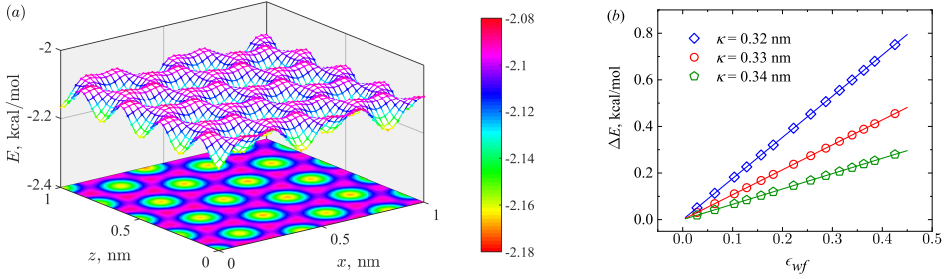 (a)
-2
-2.2
-2.4
E, kcal/mol
1
0.5
0
z, nm
0
0.5
1
x, nm
-2.08
-2.1
-2.12
-2.14
-2.16
-2.18
(b)
κ = 0.32 nm
κ = 0.33 nm
κ = 0.34 nm
0.8
0.6
0.4
0.2
0.0
ΔE, kcal/mol
0.0 0.1 0.2 0.3 0.4 0.5
ϵwf